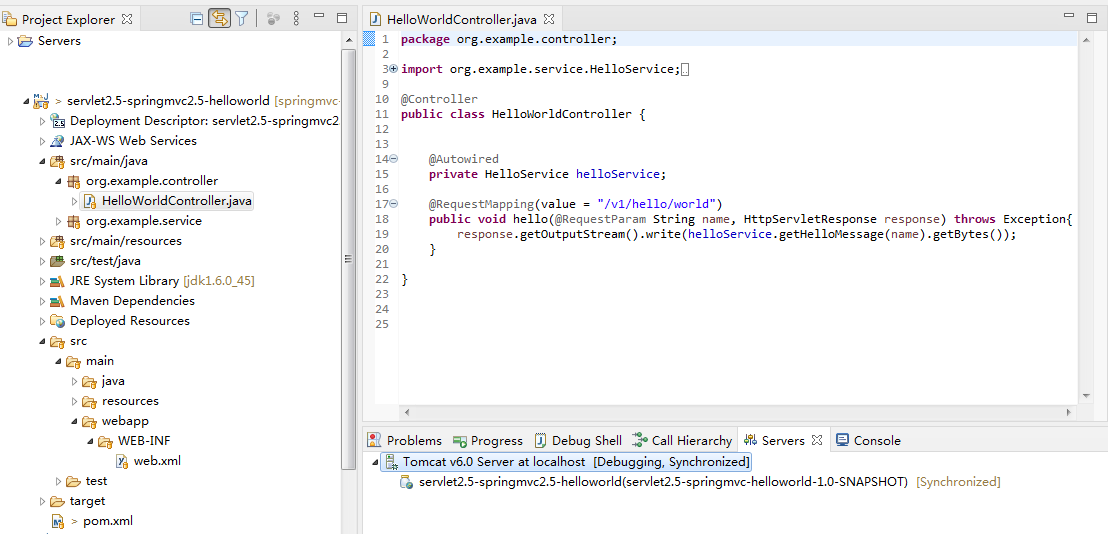 Project Explorer
Servers
> servlet2.5-springmvc2.5-helloworld [springmvc-
Deployment Descriptor: servlet2.5-springmvc2
JAX-WS Web Services
src/main/java
org.example.controller
HelloWorldController.java
org.example.service
src/main/resources
src/test/java
JRE System Library [jdk1.6.0_45]
Maven Dependencies
Deployed Resources
src
main
java
resources
webapp
WEB-INF
web.xml
test
target
> pom.xml
HelloWorldController.java
1 package org.example.controller;
2
3 import org.example.service.HelloService;
9
10 @Controller
11 public class HelloWorldController {
12
13
14 @Autowired
15 private HelloService helloService;
16
17 @RequestMapping(value = "/v1/hello/world")
18 public void hello(@RequestParam String name, HttpServletResponse response) throws Exception{
19 response.getOutputStream().write(helloService.getHelloMessage(name).getBytes());
20 }
21
22 }
23
24
25
Problems Progress Debug Shell Call Hierarchy Servers Console
Tomcat v6.0 Server at localhost [Debugging, Synchronized]
servlet2.5-springmvc2.5-helloworld(servlet2.5-springmvc-helloworld-1.0-SNAPSHOT) [Synchronized]